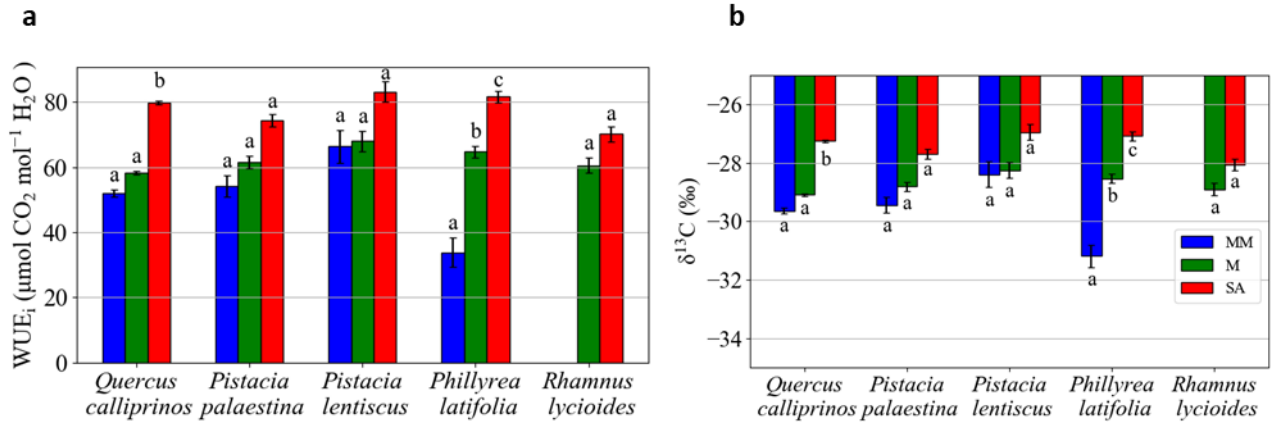 a
WUEᵢ (µmol CO₂ mol⁻¹ H₂O )
80
60
40
20
0
a a b
a a a
a a a
a b c
a a
Quercus calliprinos
Pistacia palaestina
Pistacia lentiscus
Phillyrea latifolia
Rhamnus lycioides
b
δ¹³C (‰)
−26
−28
−30
−32
−34
a a b
a a a
a a a
a b c
a a
MM
M
SA
Quercus calliprinos
Pistacia palaestina
Pistacia lentiscus
Phillyrea latifolia
Rhamnus lycioides